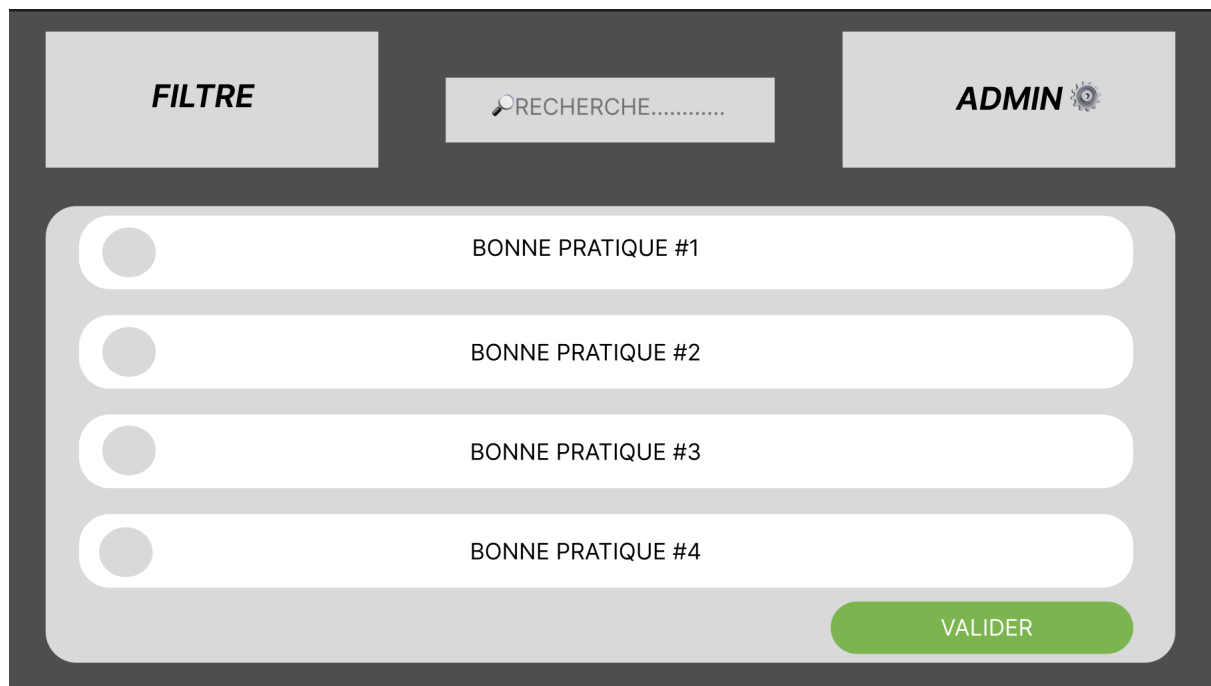 FILTRE
🔎RECHERCHE............
ADMIN⚙️
BONNE PRATIQUE #1
BONNE PRATIQUE #2
BONNE PRATIQUE #3
BONNE PRATIQUE #4
VALIDER